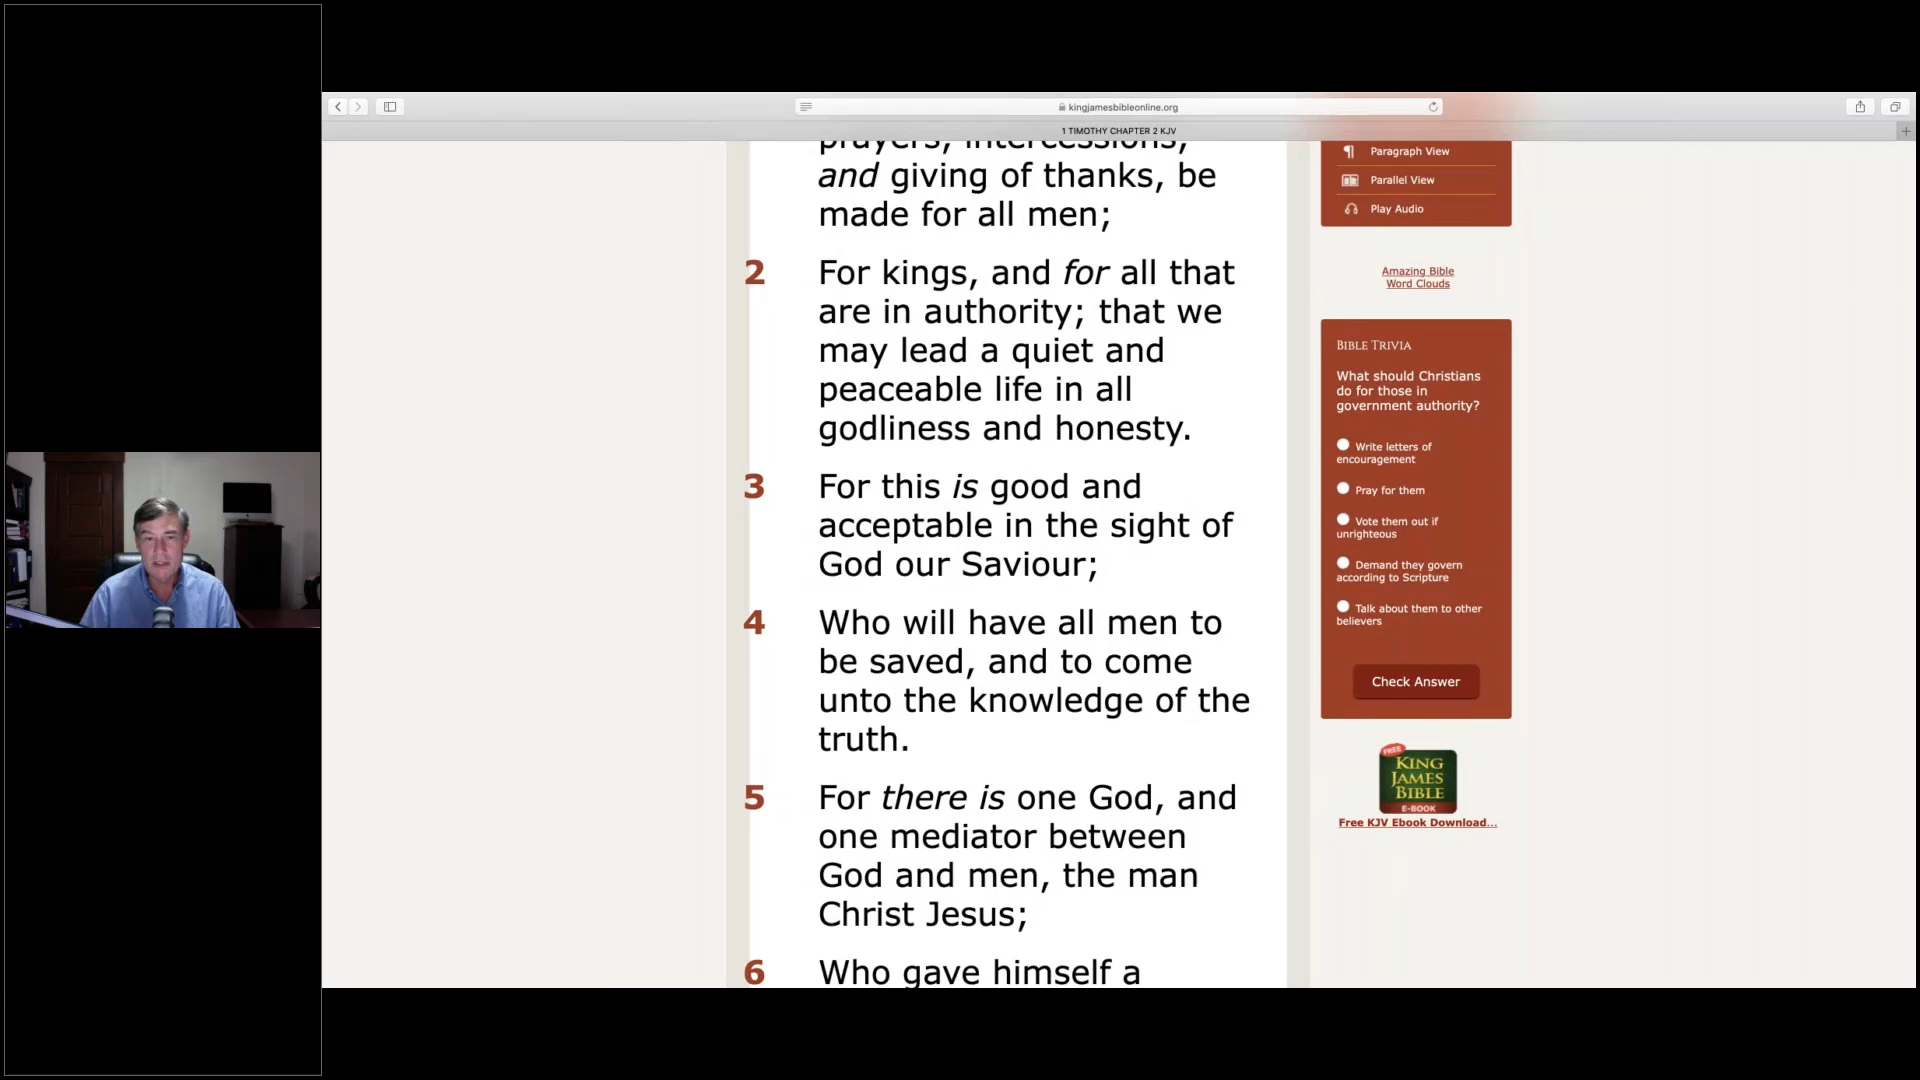 kingjamesbibleonline.org
1 TIMOTHY CHAPTER 2 KJV
prayers, intercessions,
and giving of thanks, be
made for all men;
2 For kings, and for all that
are in authority; that we
may lead a quiet and
peaceable life in all
godliness and honesty.
3 For this is good and
acceptable in the sight of
God our Saviour;
4 Who will have all men to
be saved, and to come
unto the knowledge of the
truth.
5 For there is one God, and
one mediator between
God and men, the man
Christ Jesus;
6 Who gave himself a
Paragraph View
Parallel View
Play Audio
Amazing Bible
Word Clouds
BIBLE TRIVIA
What should Christians
do for those in
government authority?
Write letters of
encouragement
Pray for them
Vote them out if
unrighteous
Demand they govern
according to Scripture
Talk about them to other
believers
Check Answer
FREE
KING
JAMES
BIBLE
E-BOOK
Free KJV Ebook Download...